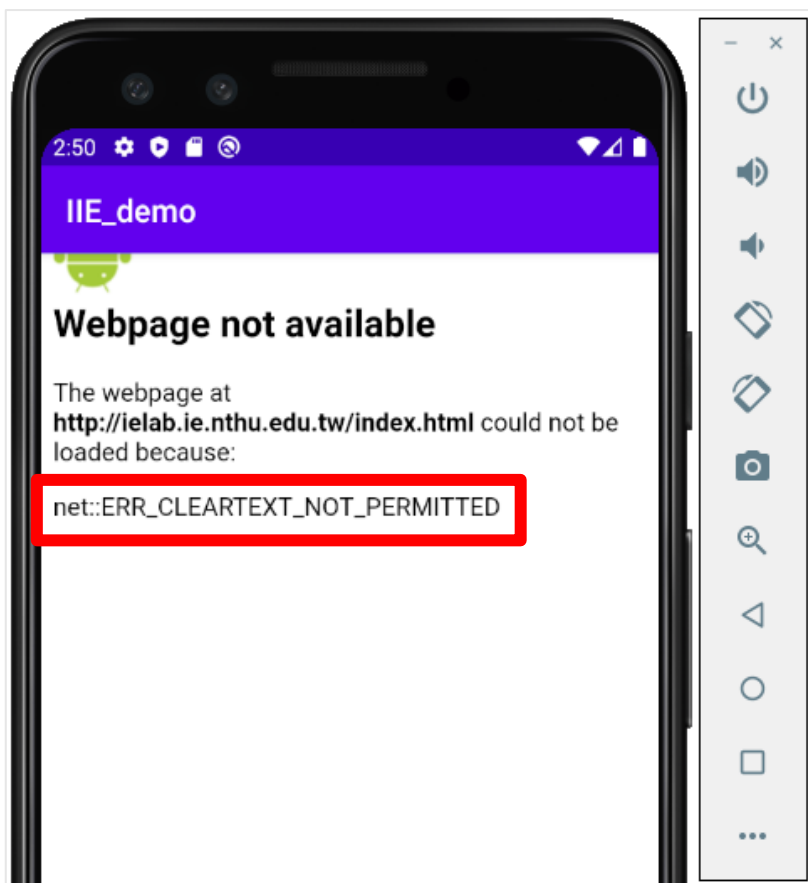 2:50
IIE_demo
Webpage not available
The webpage at
http://ielab.ie.nthu.edu.tw/index.html could not be
loaded because:
net::ERR_CLEARTEXT_NOT_PERMITTED